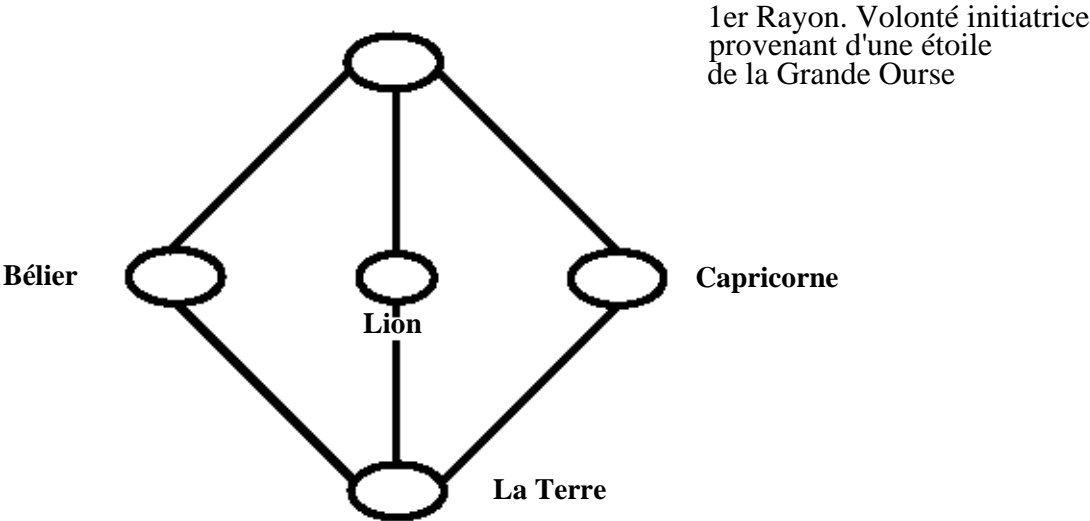 1er Rayon. Volonté initiatrice
provenant d'une étoile
de la Grande Ourse
Bélier
Lion
Capricorne
La Terre